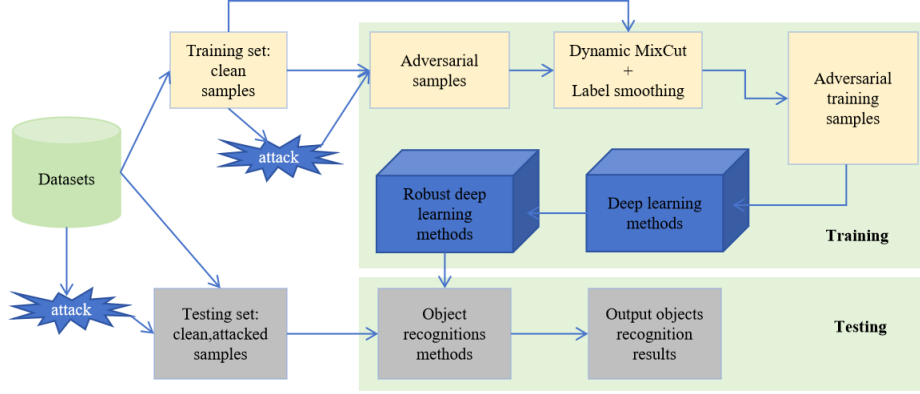 Training set:
clean
samples
Adversarial
samples
Dynamic MixCut
+
Label smoothing
Adversarial
training
samples
attack
Datasets
Robust deep
learning
methods
Deep learning
methods
Training
attack
Testing set:
clean,attacked
samples
Object
recognitions
methods
Output objects
recognition
results
Testing